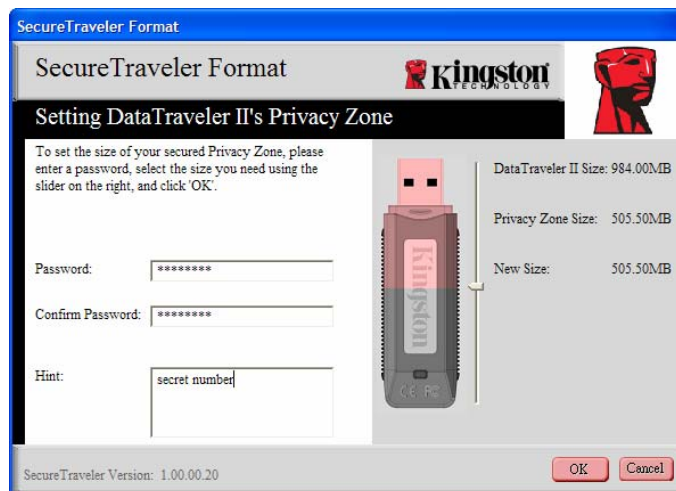 SecureTraveler Format
SecureTraveler Format
Kingston
TECHNOLOGY
Setting DataTraveler II's Privacy Zone
To set the size of your secured Privacy Zone, please
enter a password, select the size you need using the
slider on the right, and click 'OK'.
DataTraveler II Size: 984.00MB
Privacy Zone Size: 505.50MB
New Size: 505.50MB
Password: ********
Confirm Password: ********
Hint: secret number
Kingston
CE FC
SecureTraveler Version: 1.00.00.20
OK Cancel